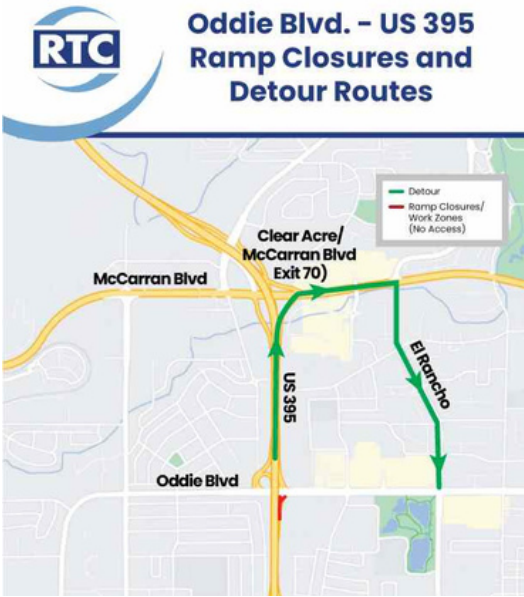 RTC
Oddie Blvd. - US 395
Ramp Closures and
Detour Routes
Detour
Ramp Closures/
Work Zones
(No Access)
Clear Acre/
McCarran Blvd
Exit 70)
McCarran Blvd
El Rancho
US 395
Oddie Blvd